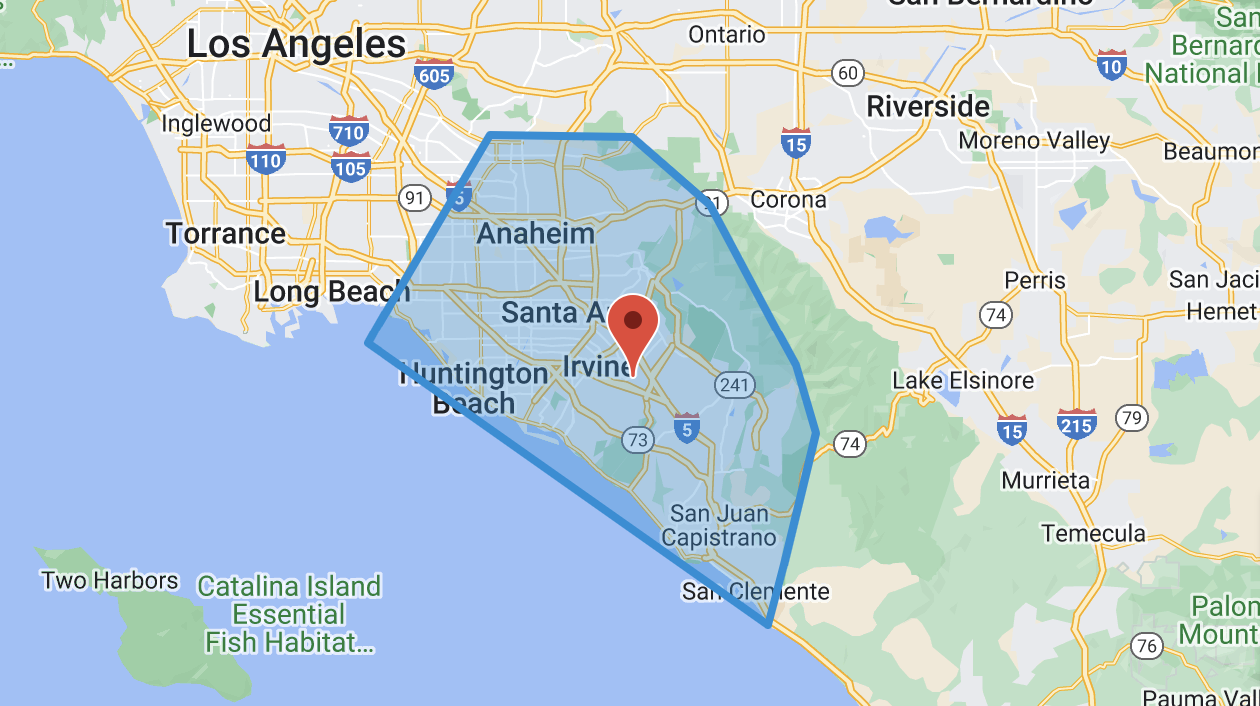 San Bernardino
Los Angeles
Ontario
San
Bernard
National
...
605
60
10
Inglewood
Riverside
710
15
Moreno Valley
110
105
Beaumon
91
5
91
Corona
Torrance
Anaheim
Long Beach
Perris
San Jaci
Hemet
Santa A
74
Irvine
Huntington
Beach
241
Lake Elsinore
79
15
215
5
73
74
Murrieta
San Juan
Capistrano
Temecula
Two Harbors
Catalina Island
Essential
Fish Habitat...
San Clemente
Palom
Mount
76
Pauma Val